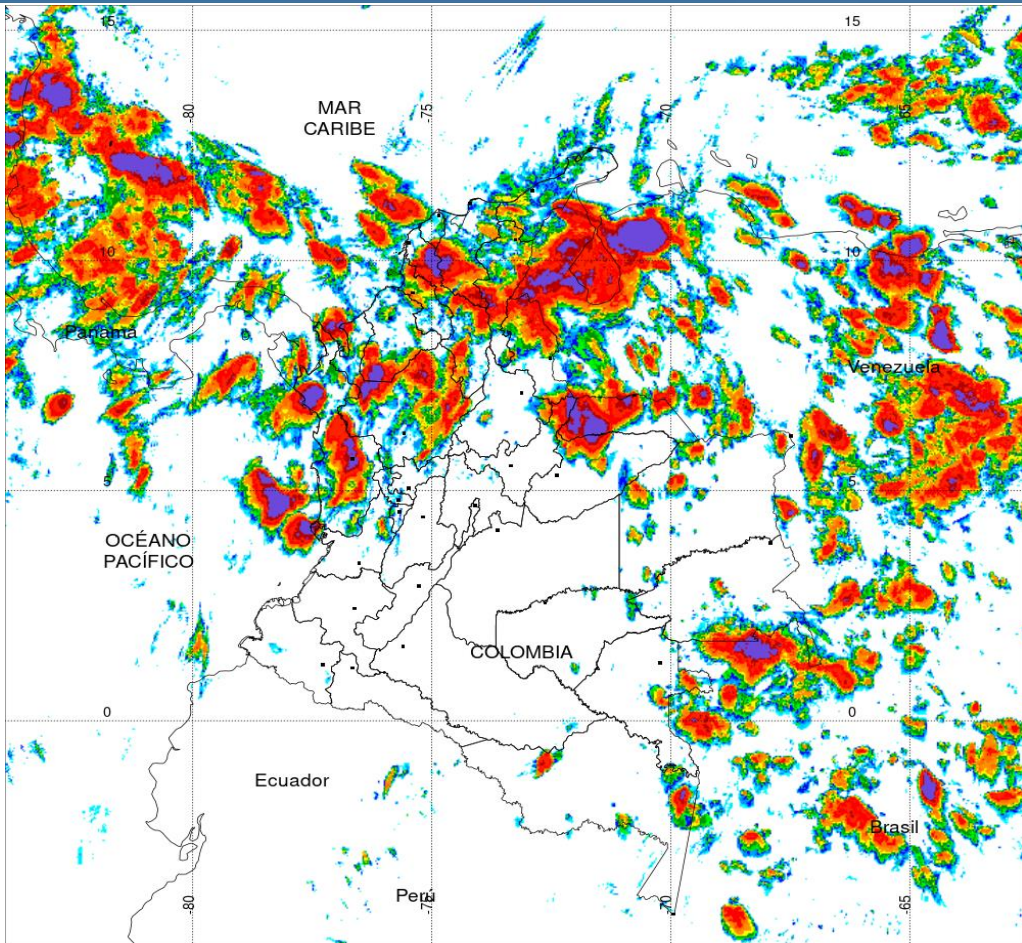 15
15
-80
-75
-70
-65
MAR
CARIBE
10
10
Panamá
Venezuela
5
5
OCÉANO
PACÍFICO
COLOMBIA
0
0
Ecuador
Brasil
Perú
-80
-75
-70
-65